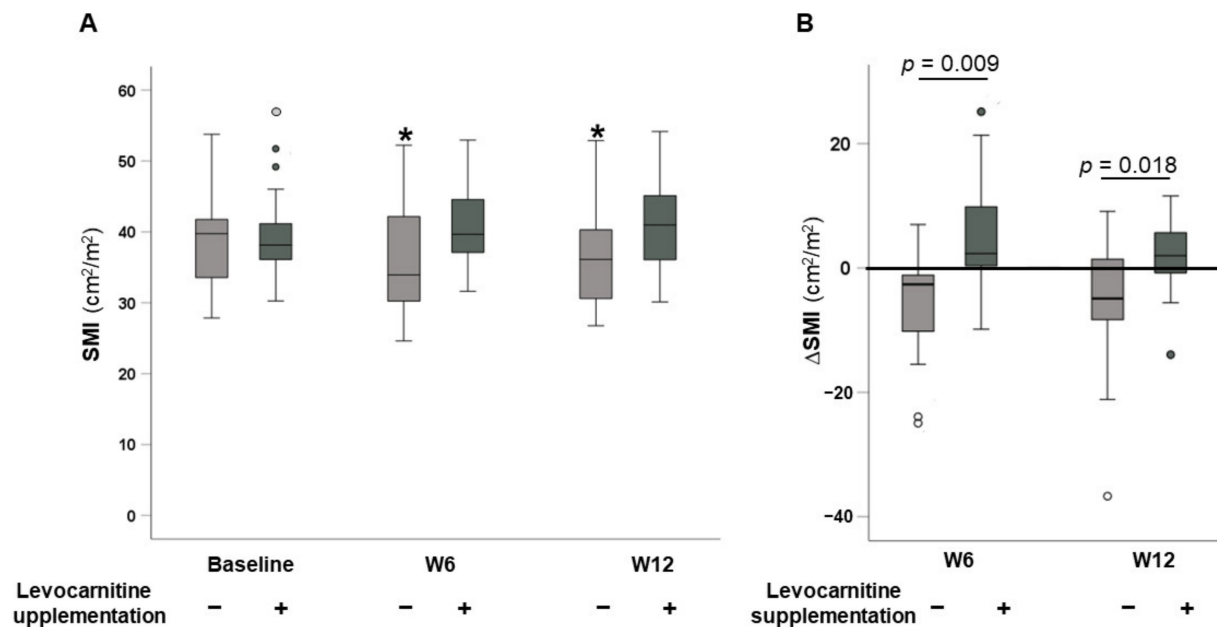 A
SMI (cm²/m²)
60
50
40
30
20
10
0
*
*
Baseline W6 W12
Levocarnitine
upplementation − + − + − +
B
p = 0.009
p = 0.018
ΔSMI (cm²/m²)
20
0
−20
−40
W6 W12
Levocarnitine
supplementation − + − +